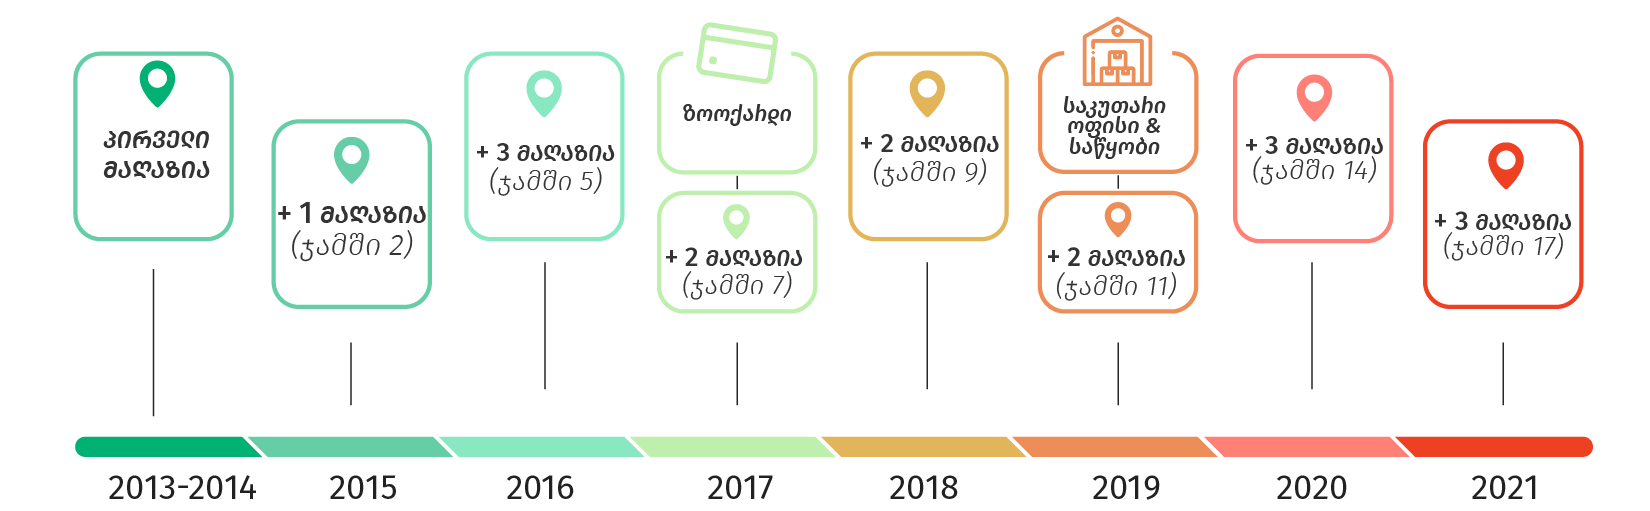 პირველი
მაღაზია
+ 1 მაღაზია
(ჯამში 2)
+ 3 მაღაზია
(ჯამში 5)
ზოოქარდი
+ 2 მაღაზია
(ჯამში 7)
+ 2 მაღაზია
(ჯამში 9)
საკუთარი
ოფისი &
საწყობი
+ 2 მაღაზია
(ჯამში 11)
+ 3 მაღაზია
(ჯამში 14)
+ 3 მაღაზია
(ჯამში 17)
2013-2014
2015
2016
2017
2018
2019
2020
2021